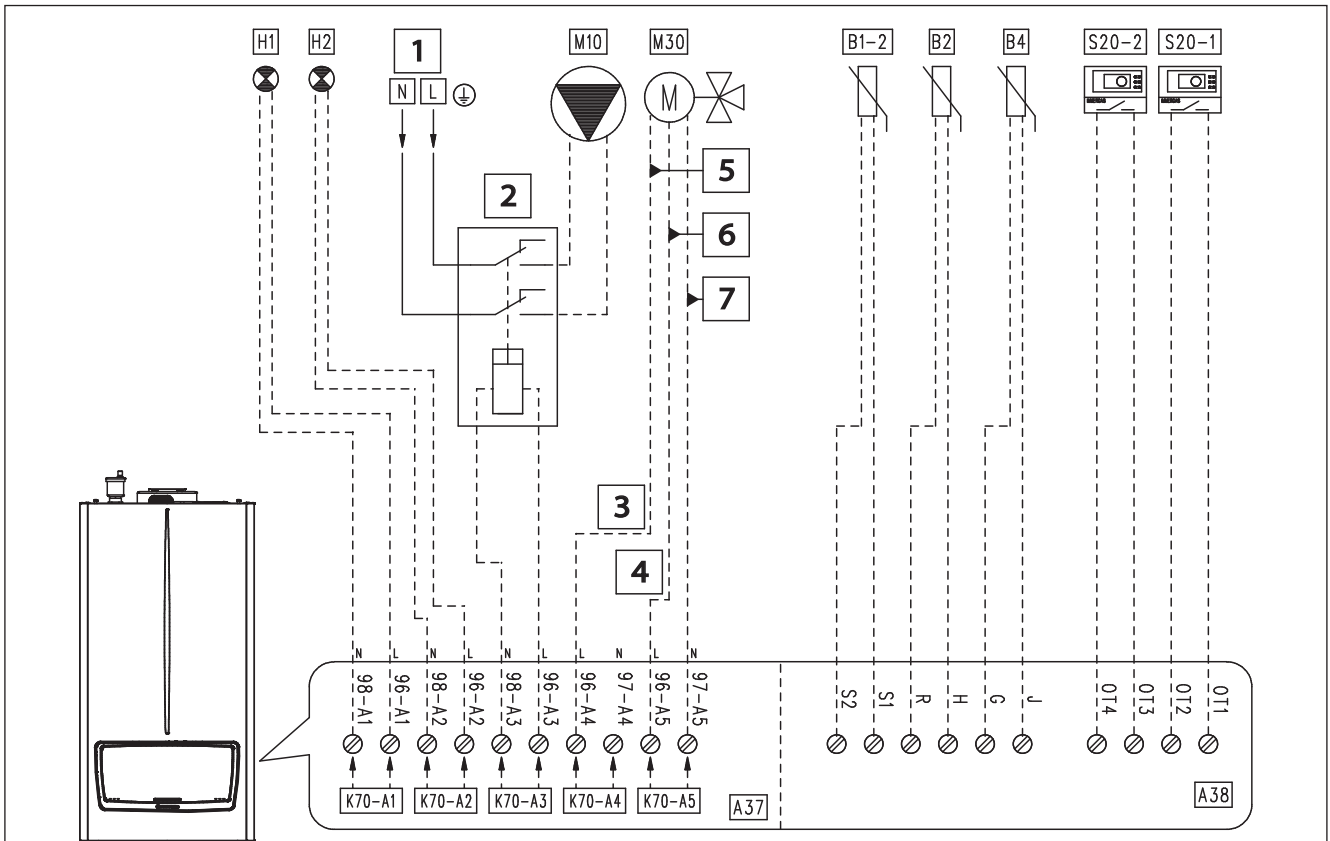 H1 H2 1 M10 M30 B1-2 B2 B4 S20-2 S20-1
N L
M
5
2
6
7
3
4
N L N L N L L N L N
98-A1 96-A1 98-A2 96-A2 98-A3 96-A3 96-A4 97-A4 96-A5 97-A5 S2 S1 R H G J OT4 OT3 OT2 OT1
K70-A1 K70-A2 K70-A3 K70-A4 K70-A5 A37 A38